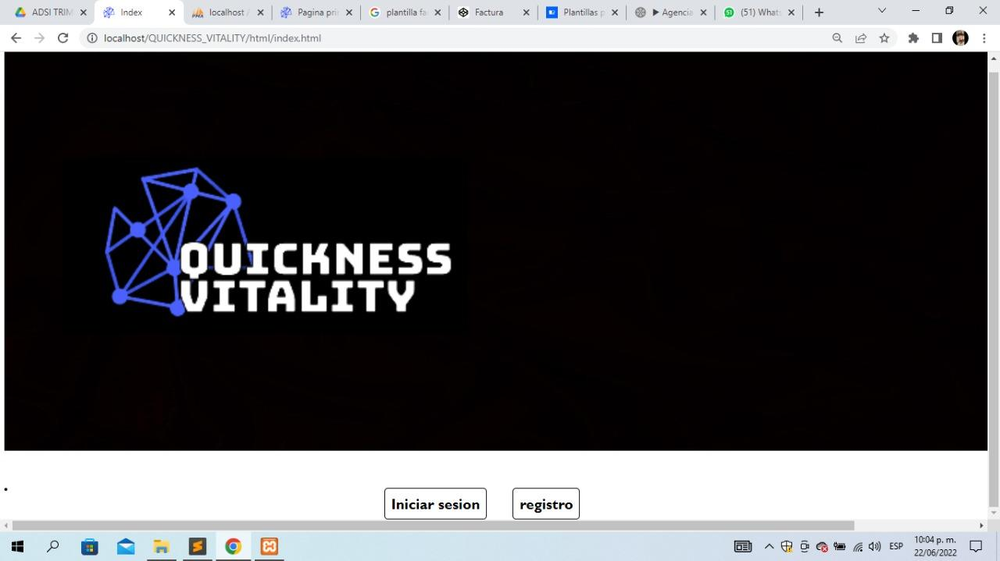 ADSI TRIM
Index
localhost /
Pagina pri
plantilla fa
Factura
Plantillas p
Agencia
(51) Whats
localhost/QUICKNESS_VITALITY/html/index.html
QUICKNESS
VITALITY
Iniciar sesion
registro
ESP
10:04 p. m.
22/06/2022